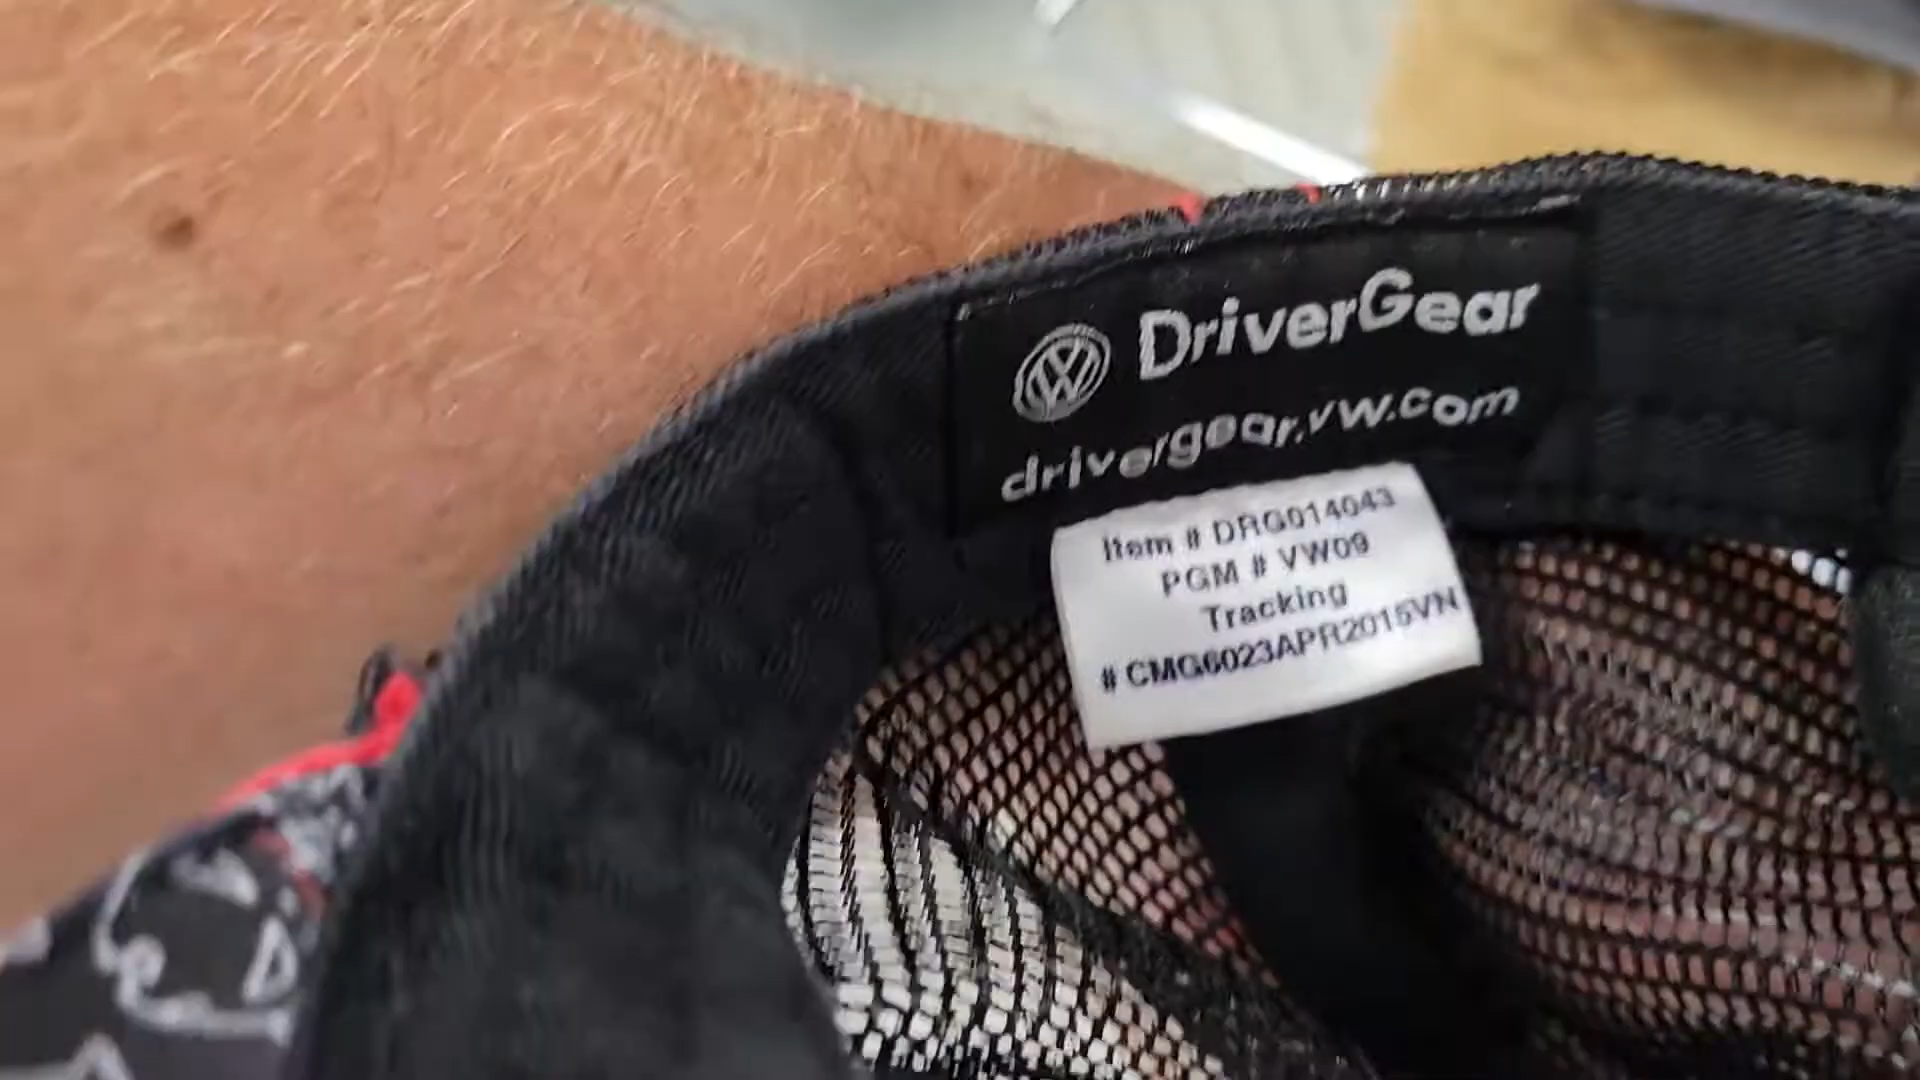 DriverGear
drivergear.vw.com
Item # DRG014043
PGM # VW09
Tracking
# CMG6023APR2015VN